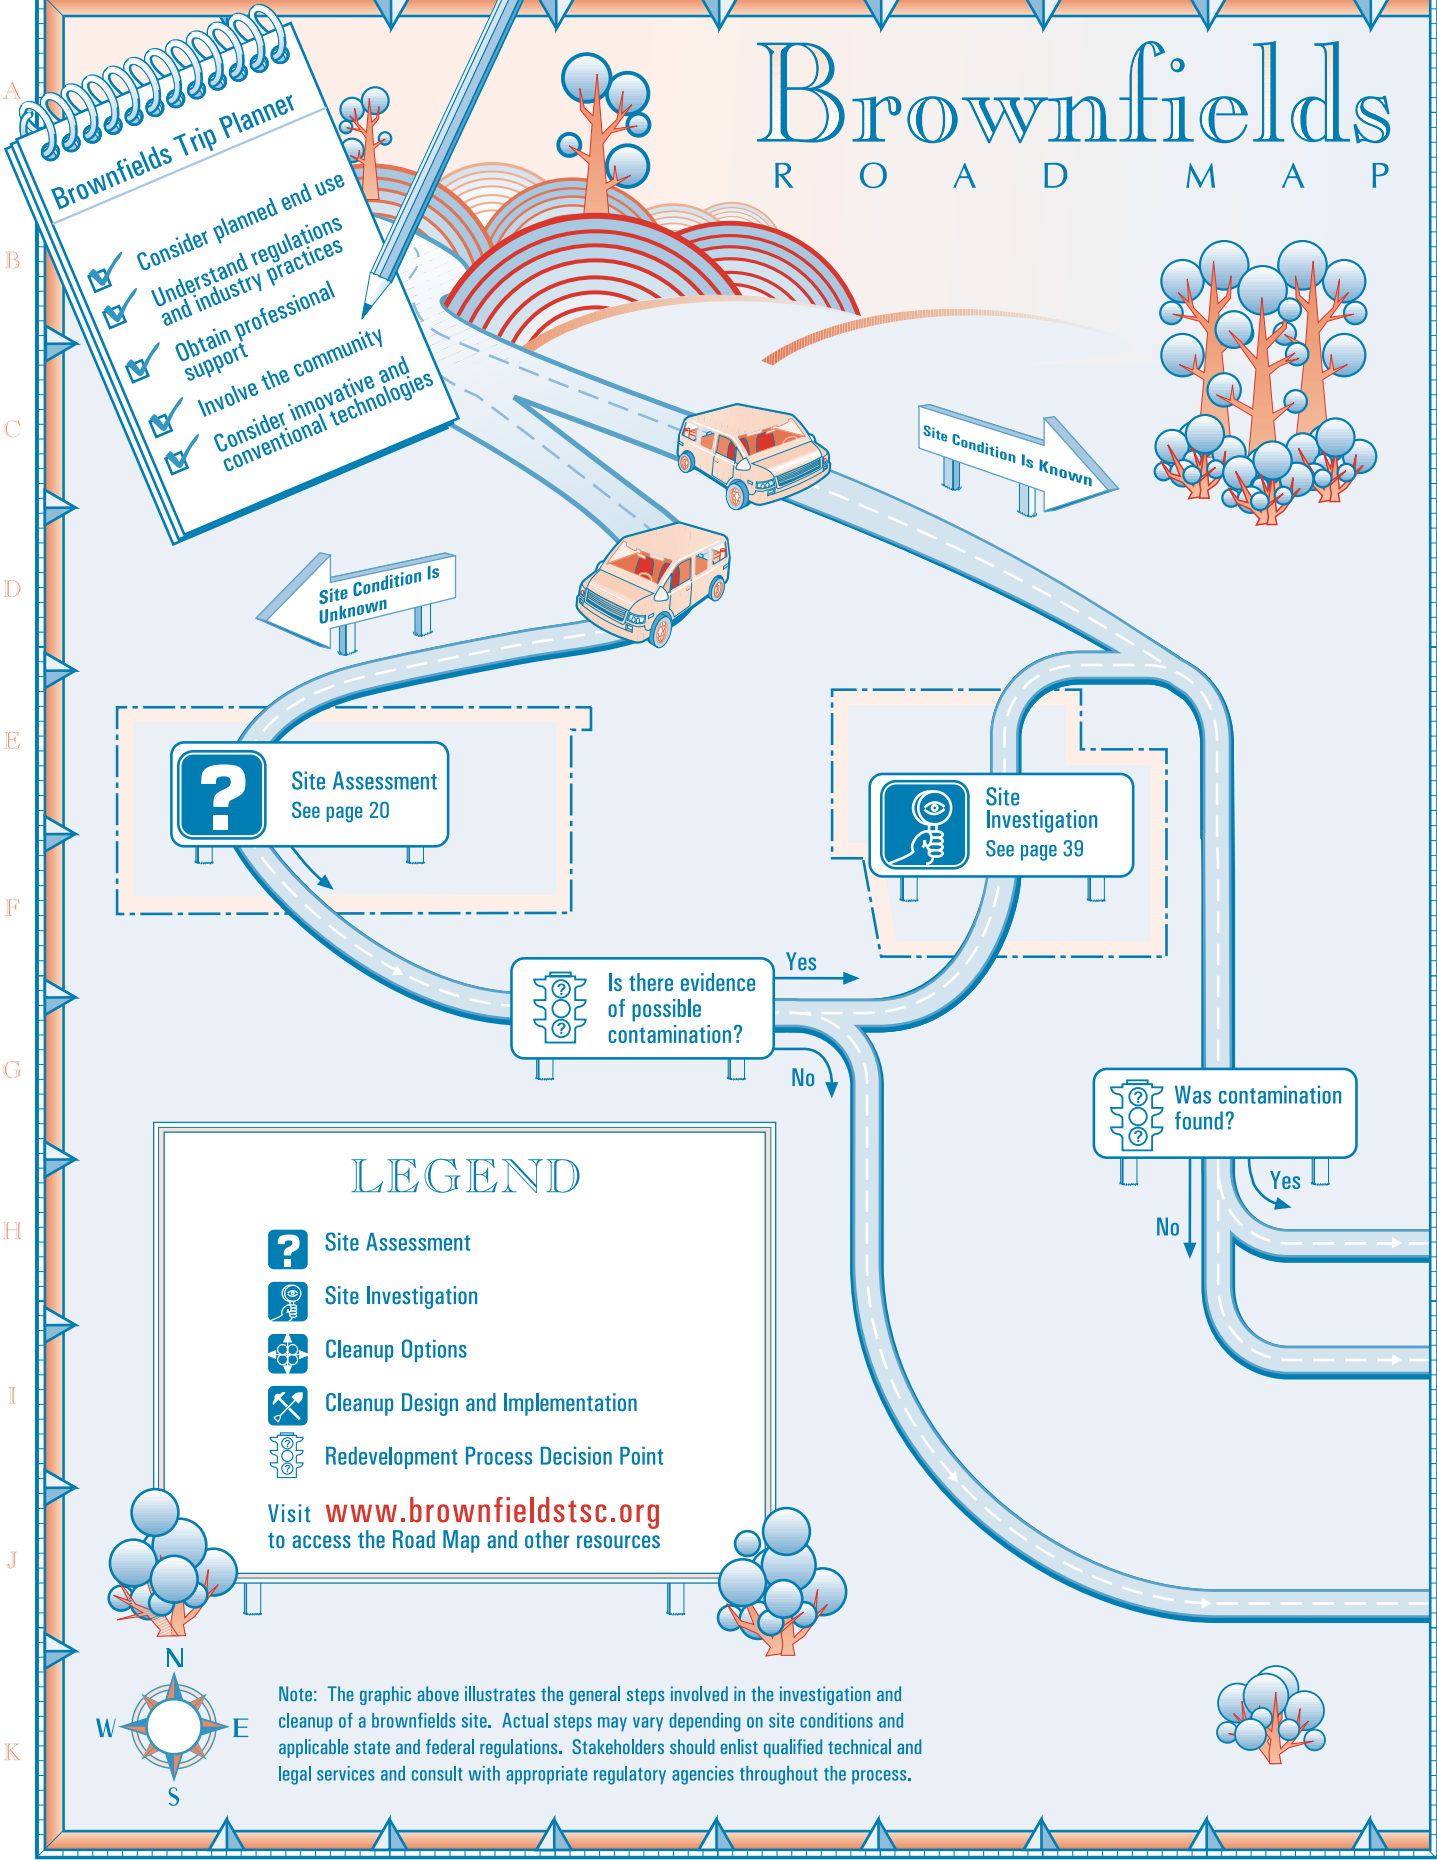 Brownfields
ROAD MAP
Brownfields Trip Planner
Consider planned end use
Understand regulations
and industry practices
Obtain professional
support
Involve the community
Consider innovative and
conventional technologies
A
B
C
D
E
F
G
H
I
J
K
Site Condition Is Known
Site Condition Is
Unknown
?
Site Assessment
See page 20
Site
Investigation
See page 39
?
?
Is there evidence
of possible
contamination?
Yes
No
?
?
Was contamination
found?
Yes
No
LEGEND
?
Site Assessment
Site Investigation
Cleanup Options
Cleanup Design and Implementation
?
?
Redevelopment Process Decision Point
Visit www.brownfieldstsc.org
to access the Road Map and other resources
N
W
E
S
Note: The graphic above illustrates the general steps involved in the investigation and
cleanup of a brownfields site. Actual steps may vary depending on site conditions and
applicable state and federal regulations. Stakeholders should enlist qualified technical and
legal services and consult with appropriate regulatory agencies throughout the process.